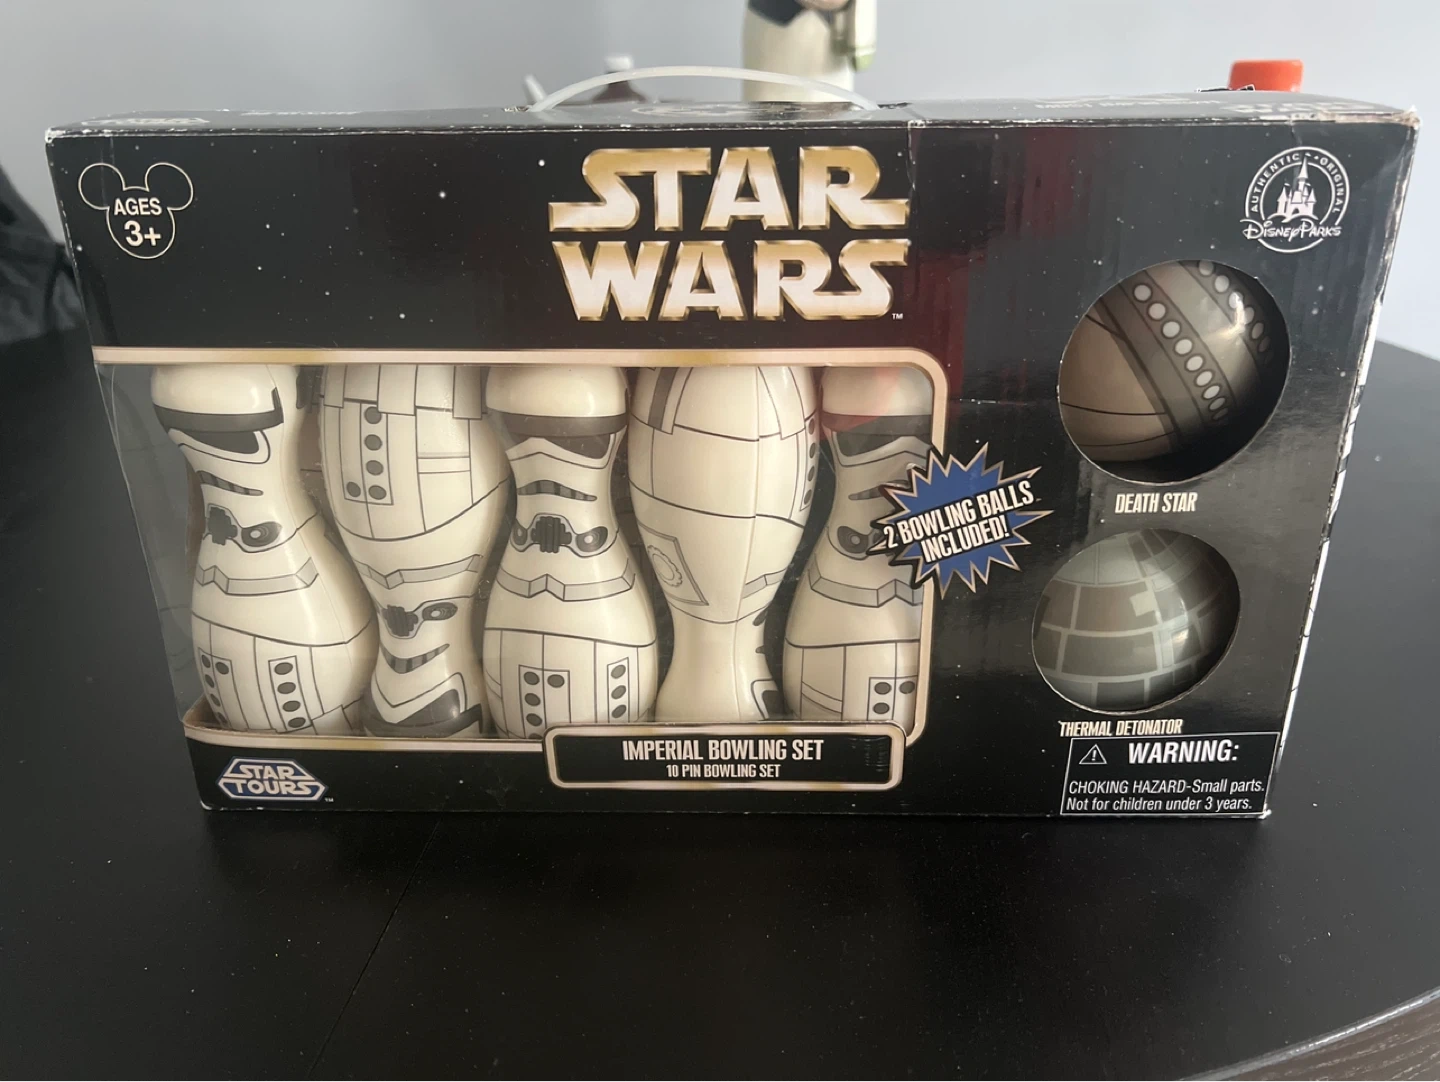 AGES
3+
STAR
WARS
TM
AUTHENTIC • ORIGINAL
Disney Parks
2 BOWLING BALLS
INCLUDED!
DEATH STAR
THERMAL DETONATOR
IMPERIAL BOWLING SET
10 PIN BOWLING SET
STAR
TOURS
TM
WARNING:
CHOKING HAZARD-Small parts.
Not for children under 3 years.